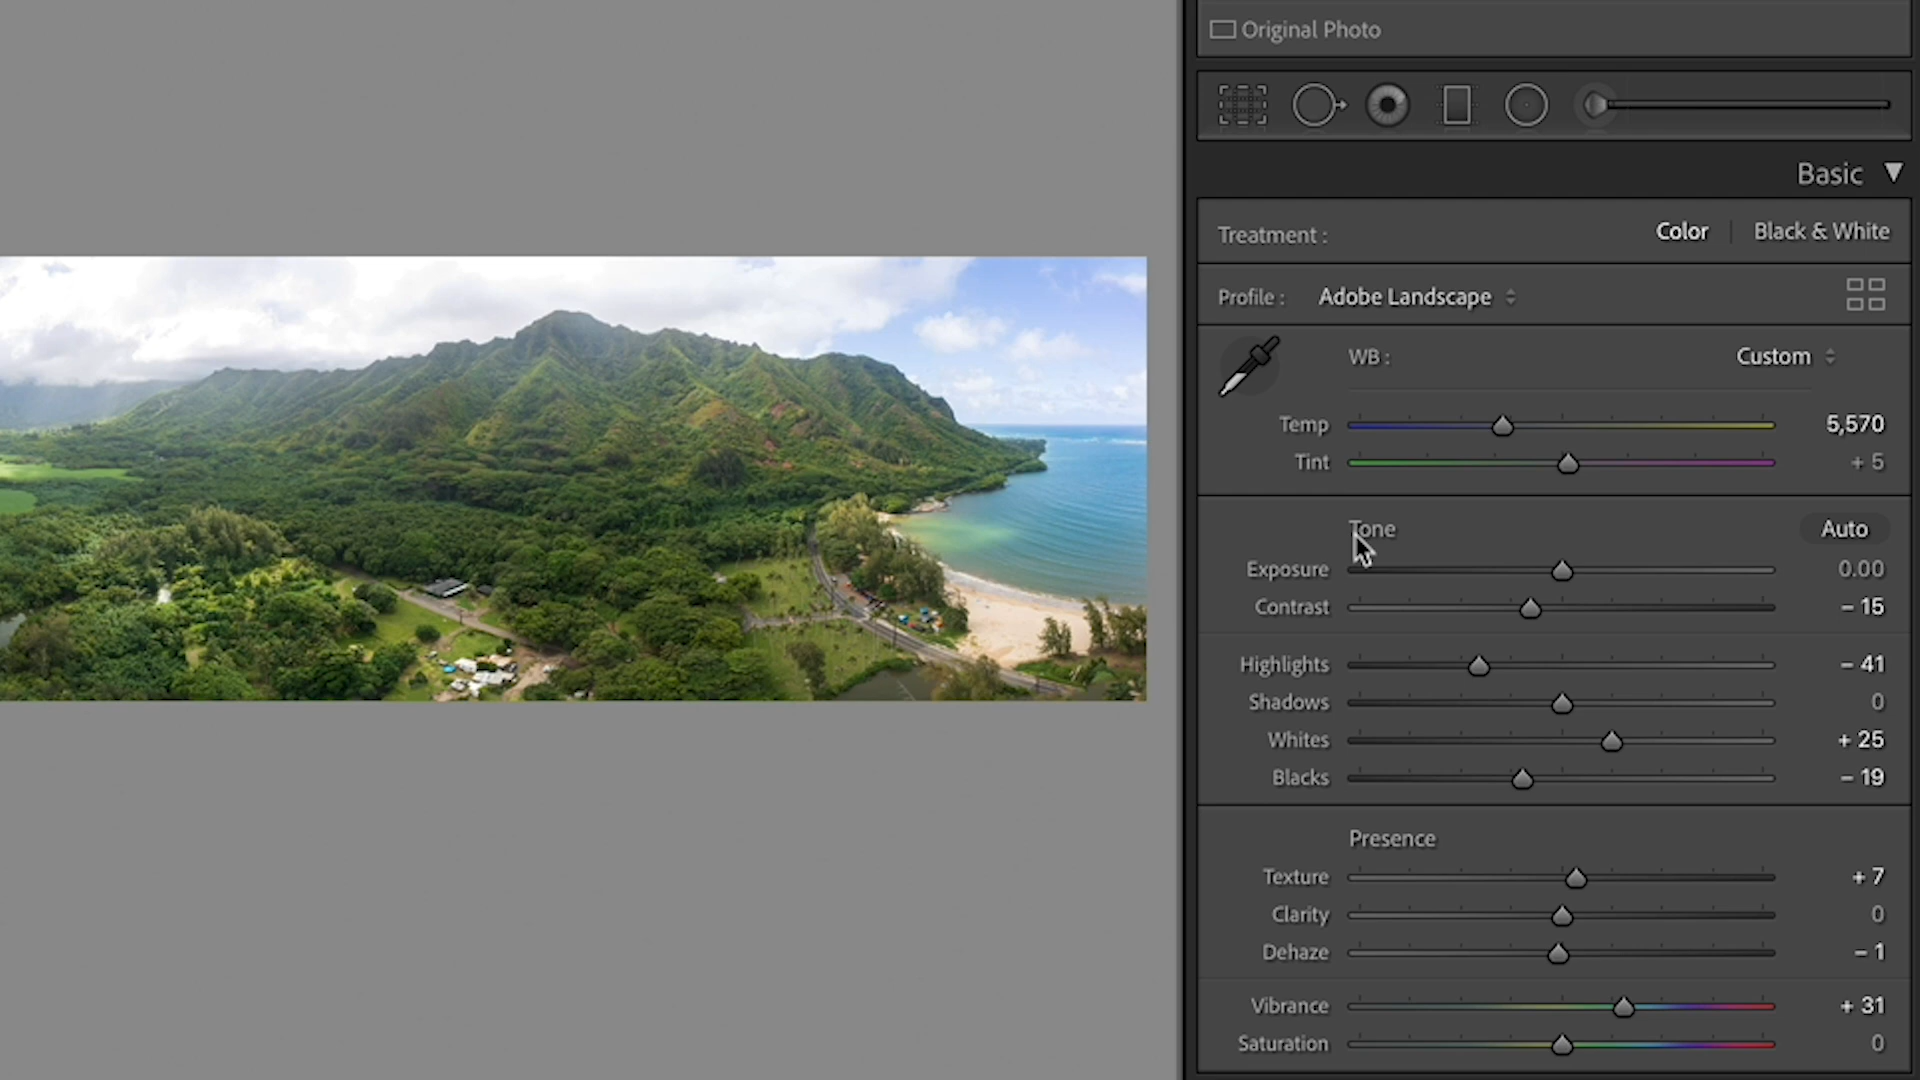 Original Photo
Basic ▼
Treatment : Color | Black & White
Profile : Adobe Landscape
WB : Custom
Temp 5,570
Tint + 5
Tone Auto
Exposure 0.00
Contrast − 15
Highlights − 41
Shadows 0
Whites + 25
Blacks − 19
Presence
Texture + 7
Clarity 0
Dehaze − 1
Vibrance + 31
Saturation 0